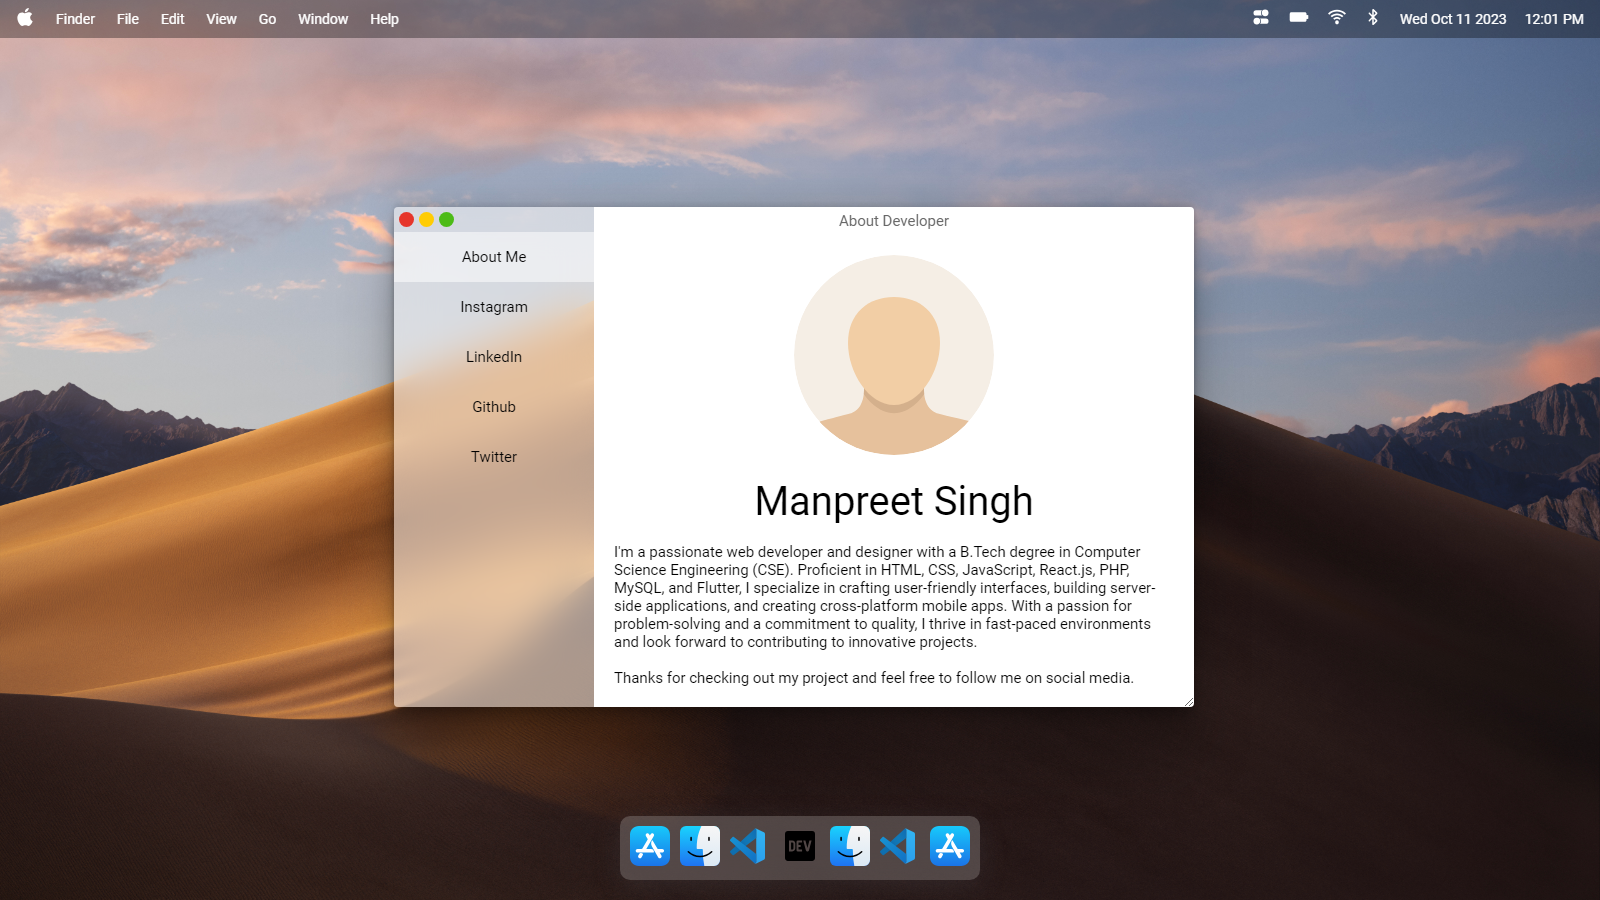 Finder File Edit View Go Window Help Wed Oct 11 2023 12:01 PM
About Developer
About Me
Instagram
LinkedIn
Github
Twitter
Manpreet Singh
I'm a passionate web developer and designer with a B.Tech degree in Computer
Science Engineering (CSE). Proficient in HTML, CSS, JavaScript, React.js, PHP,
MySQL, and Flutter, I specialize in crafting user-friendly interfaces, building server-
side applications, and creating cross-platform mobile apps. With a passion for
problem-solving and a commitment to quality, I thrive in fast-paced environments
and look forward to contributing to innovative projects.
Thanks for checking out my project and feel free to follow me on social media.
DEV